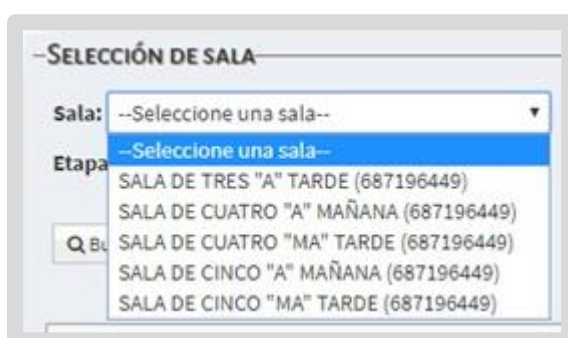 SELECCIÓN DE SALA
Sala: --Seleccione una sala--
--Seleccione una sala--
Etapa
SALA DE TRES "A" TARDE (687196449)
SALA DE CUATRO "A" MAÑANA (687196449)
SALA DE CUATRO "MA" TARDE (687196449)
SALA DE CINCO "A" MAÑANA (687196449)
SALA DE CINCO "MA" TARDE (687196449)